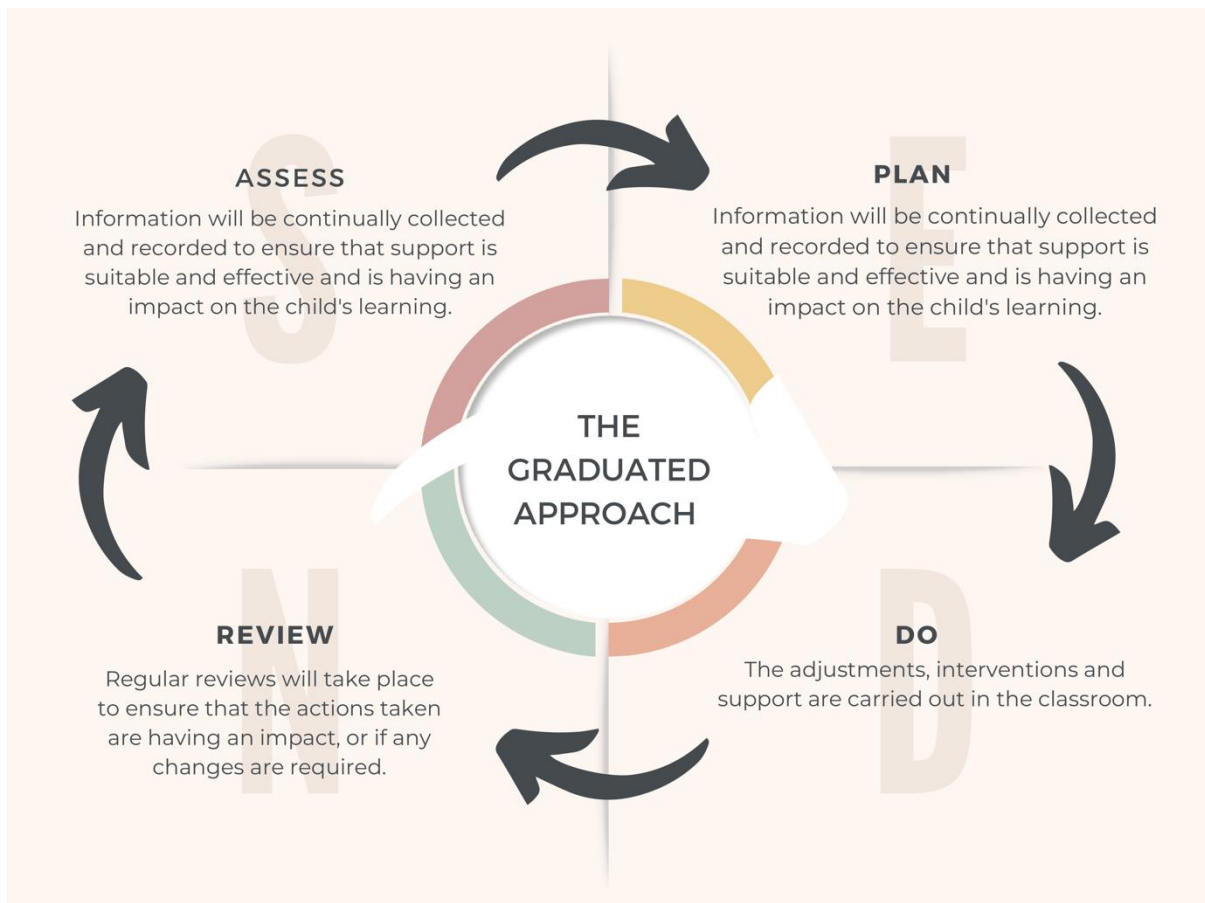 S
ASSESS
Information will be continually collected
and recorded to ensure that support is
suitable and effective and is having an
impact on the child's learning.
E
PLAN
Information will be continually collected
and recorded to ensure that support is
suitable and effective and is having an
impact on the child's learning.
THE
GRADUATED
APPROACH
N
REVIEW
Regular reviews will take place
to ensure that the actions taken
are having an impact, or if any
changes are required.
D
DO
The adjustments, interventions and
support are carried out in the classroom.